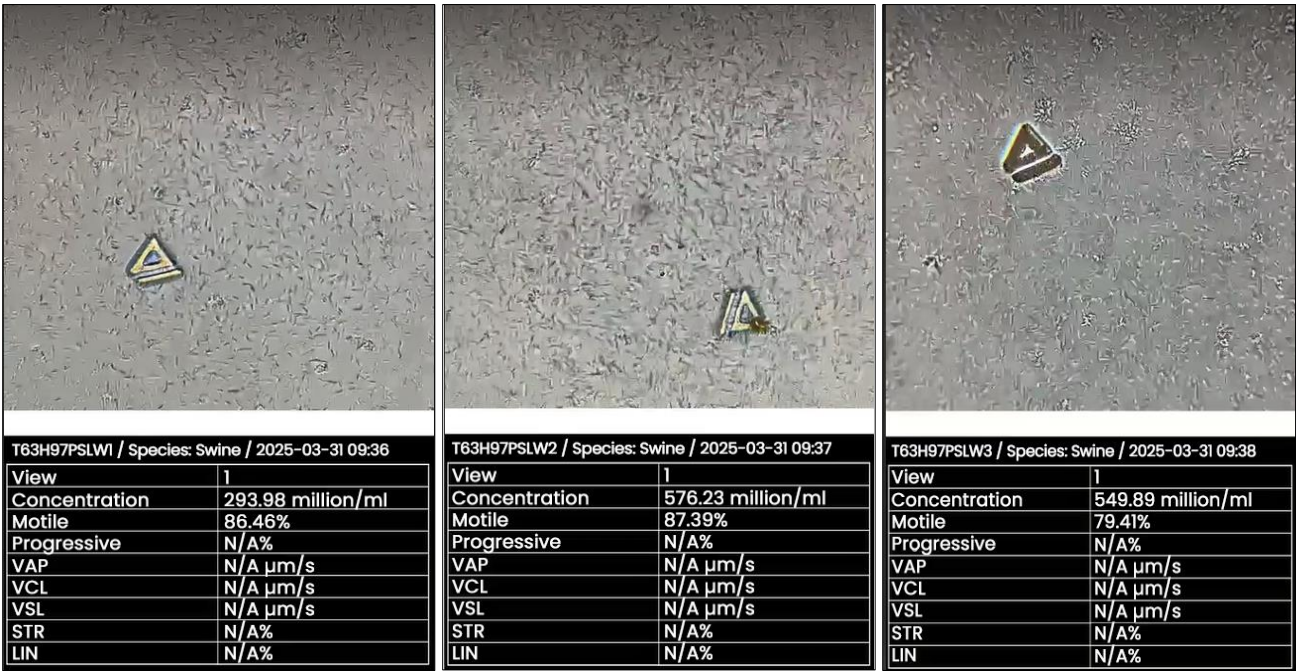 T63H97PSLW1 / Species: Swine / 2025-03-31 09:36
View 1
Concentration 293.98 million/ml
Motile 86.46%
Progressive N/A%
VAP N/A µm/s
VCL N/A µm/s
VSL N/A µm/s
STR N/A%
LIN N/A%
T63H97PSLW2 / Species: Swine / 2025-03-31 09:37
View 1
Concentration 576.23 million/ml
Motile 87.39%
Progressive N/A%
VAP N/A µm/s
VCL N/A µm/s
VSL N/A µm/s
STR N/A%
LIN N/A%
T63H97PSLW3 / Species: Swine / 2025-03-31 09:38
View 1
Concentration 549.89 million/ml
Motile 79.41%
Progressive N/A%
VAP N/A µm/s
VCL N/A µm/s
VSL N/A µm/s
STR N/A%
LIN N/A%